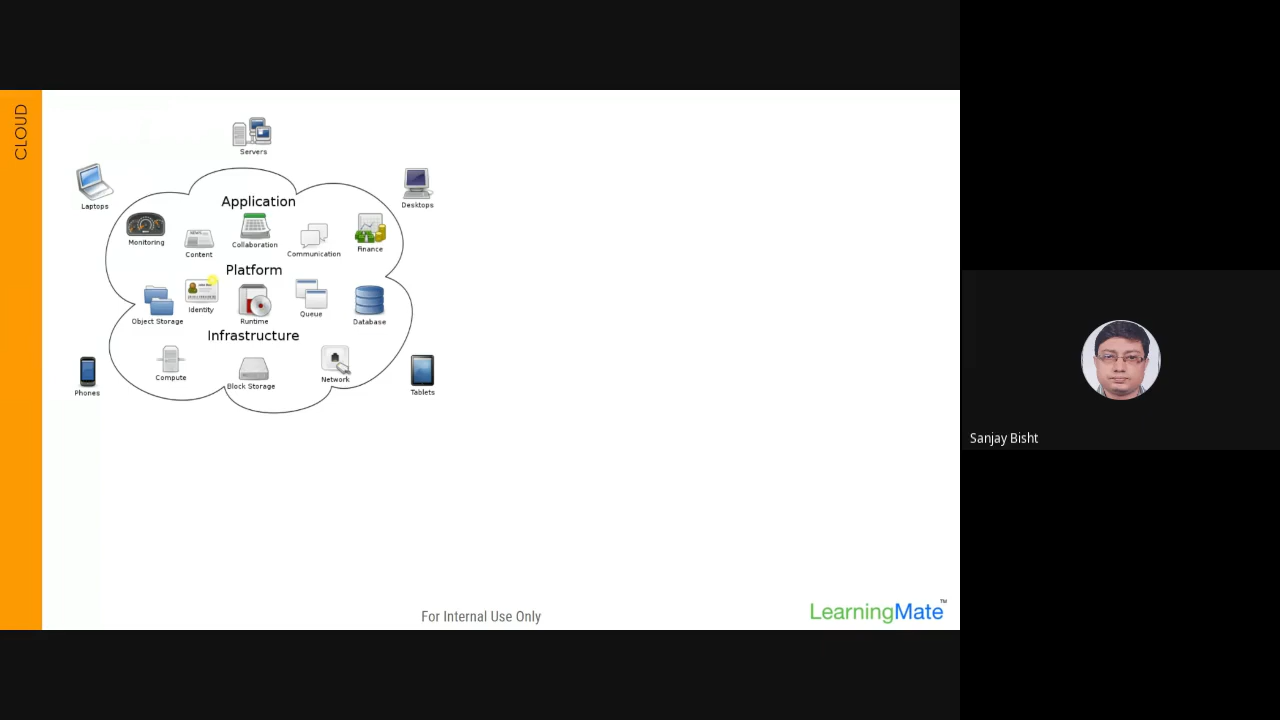 CLOUD
Servers
Laptops
Desktops
Application
Monitoring
Content
Collaboration
Communication
Finance
Platform
Object Storage
Identity
Runtime
Queue
Database
Infrastructure
Compute
Block Storage
Network
Phones
Tablets
For Internal Use Only
LearningMate™
Sanjay Bisht